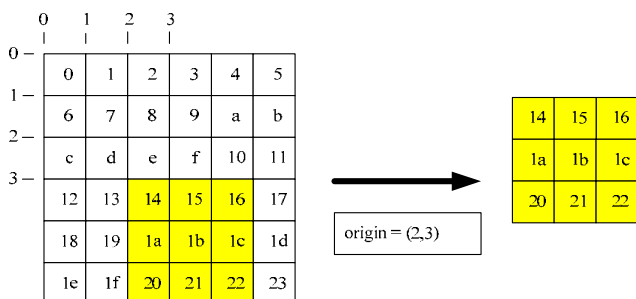 0 1 2 3
0
0 1 2 3 4 5
1
6 7 8 9 a b
2
c d e f 10 11
3
12 13 14 15 16 17
18 19 1a 1b 1c 1d
1e 1f 20 21 22 23
origin = (2,3)
14 15 16
1a 1b 1c
20 21 22